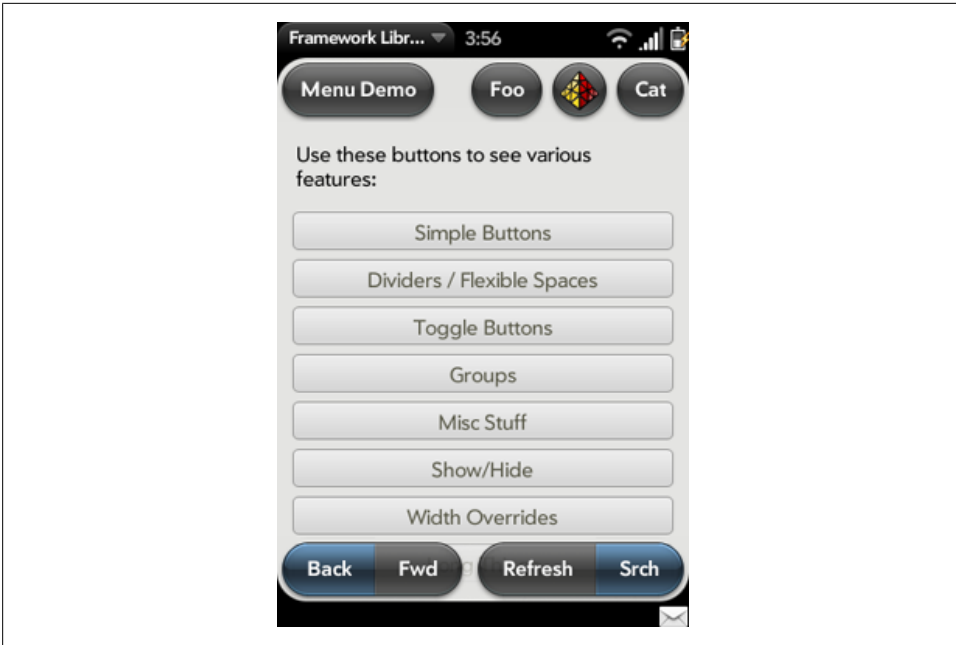 Framework Libr... 3:56
Menu Demo Foo Cat
Use these buttons to see various
features:
Simple Buttons
Dividers / Flexible Spaces
Toggle Buttons
Groups
Misc Stuff
Show/Hide
Width Overrides
Back Fwd Refresh Srch